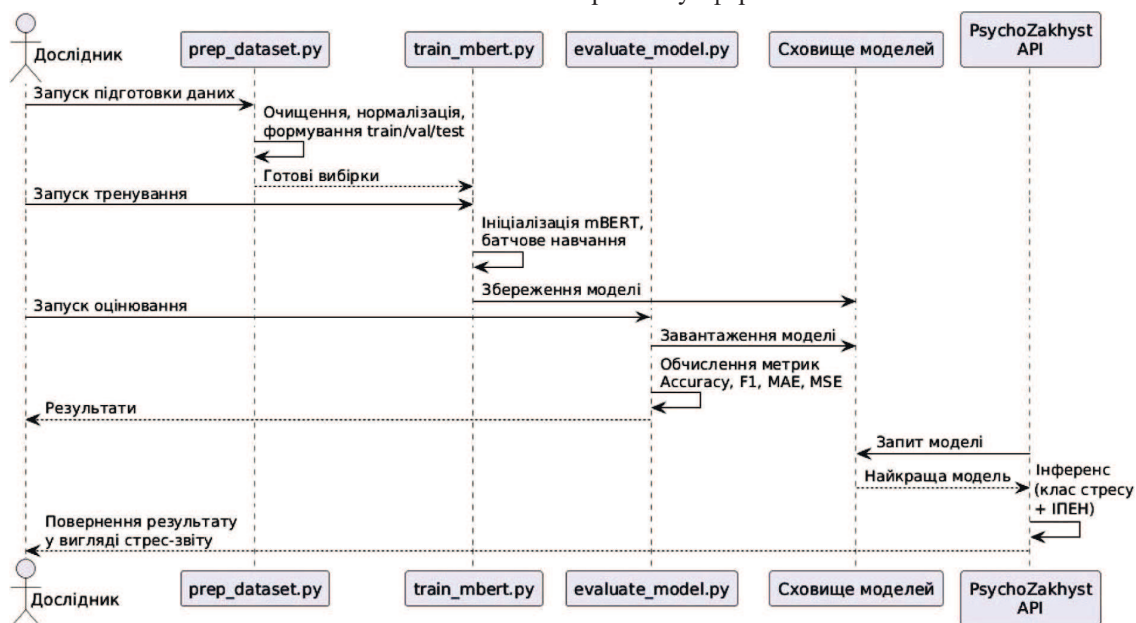 Дослідник
prep_dataset.py
train_mbert.py
evaluate_model.py
Сховище моделей
PsychoZakhyst
API
Запуск підготовки даних
Очищення, нормалізація,
формування train/val/test
Готові вибірки
Запуск тренування
Ініціалізація mBERT,
батчове навчання
Збереження моделі
Запуск оцінювання
Завантаження моделі
Обчислення метрик
Accuracy, F1, MAE, MSE
Результати
Запит моделі
Найкраща модель
Інференс
(клас стресу
+ ІПЕН)
Повернення результату
у вигляді стрес-звіту
Дослідник
prep_dataset.py
train_mbert.py
evaluate_model.py
Сховище моделей
PsychoZakhyst
API